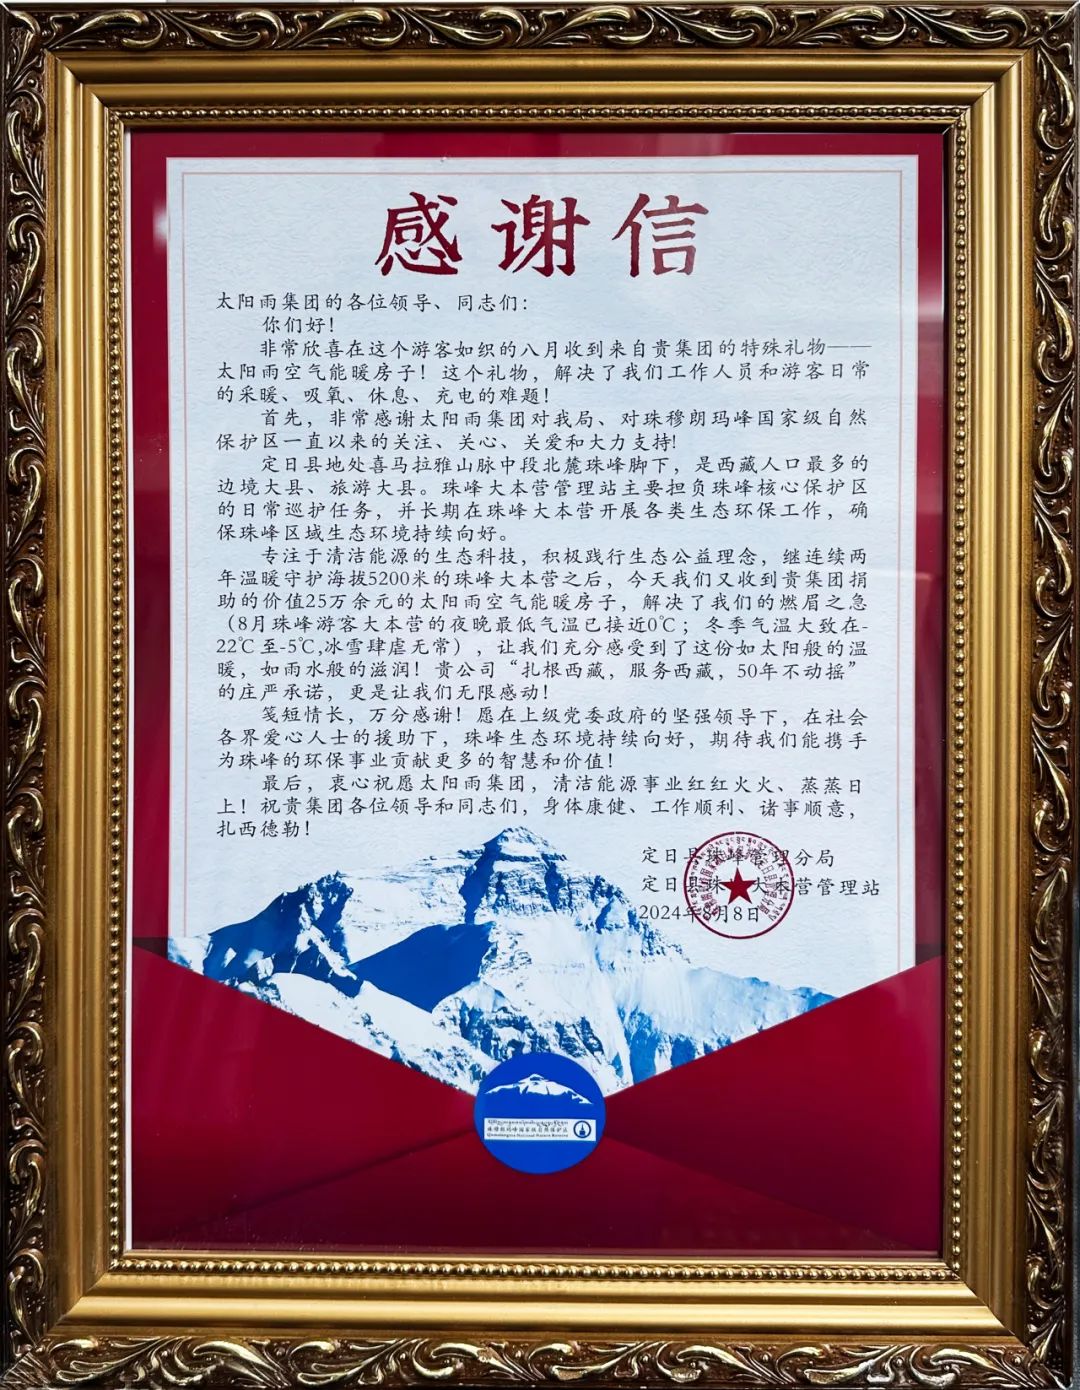 感谢信
太阳雨集团的各位领导、同志们：
你们好！
非常欣喜在这个游客如织的八月收到来自贵集团的特殊礼物——
太阳雨空气能暖房子！这个礼物，解决了我们工作人员和游客日常
的采暖、吸氧、休息、充电的难题！
首先，非常感谢太阳雨集团对我局、对珠穆朗玛峰国家级自然
保护区一直以来的关注、关心、关爱和大力支持!
定日县地处喜马拉雅山脉中段北麓珠峰脚下，是西藏人口最多的
边境大县、旅游大县。珠峰大本营管理站主要担负珠峰核心保护区
的日常巡护任务，并长期在珠峰大本营开展各类生态环保工作，确
保珠峰区域生态环境持续向好。
专注于清洁能源的生态科技，积极践行生态公益理念，继连续两
年温暖守护海拔5200米的珠峰大本营之后，今天我们又收到贵集团捐
助的价值25万余元的太阳雨空气能暖房子，解决了我们的燃眉之急
（8月珠峰游客大本营的夜晚最低气温已接近0℃；冬季气温大致在-
22℃至-5℃,冰雪肆虐无常），让我们充分感受到了这份如太阳般的温
暖，如雨水般的滋润！贵公司“扎根西藏，服务西藏，50年不动摇”
的庄严承诺，更是让我们无限感动！
笺短情长，万分感谢！愿在上级党委政府的坚强领导下，在社会
各界爱心人士的援助下，珠峰生态环境持续向好，期待我们能携手
为珠峰的环保事业贡献更多的智慧和价值！
最后，衷心祝愿太阳雨集团，清洁能源事业红红火火、蒸蒸日
上！祝贵集团各位领导和同志们，身体康健、工作顺利、诸事顺意，
扎西德勒！
定日县珠峰管理分局
定日县珠峰大本营管理站
2024年8月8日
珠穆朗玛峰国家级自然保护区
Qomolangma National Nature Reserve